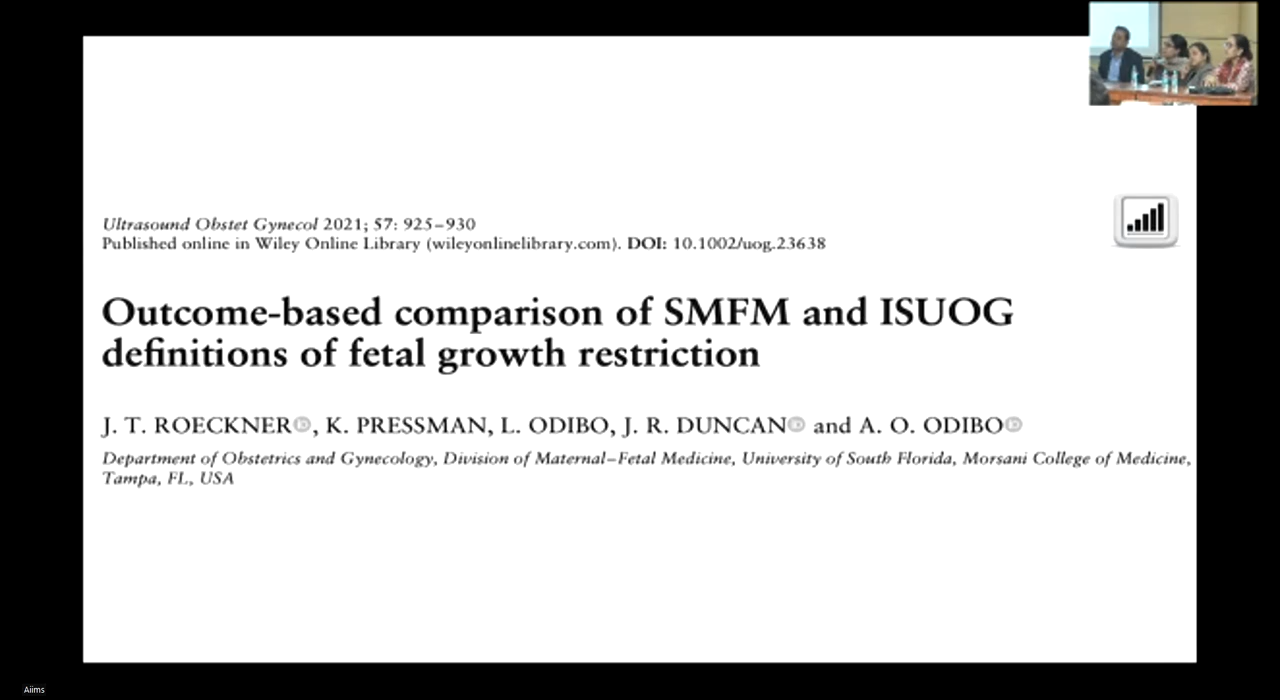 Ultrasound Obstet Gynecol 2021; 57: 925–930
Published online in Wiley Online Library (wileyonlinelibrary.com). DOI: 10.1002/uog.23638
Outcome-based comparison of SMFM and ISUOG
definitions of fetal growth restriction
J. T. ROECKNER, K. PRESSMAN, L. ODIBO, J. R. DUNCAN and A. O. ODIBO
Department of Obstetrics and Gynecology, Division of Maternal–Fetal Medicine, University of South Florida, Morsani College of Medicine,
Tampa, FL, USA
Aiims